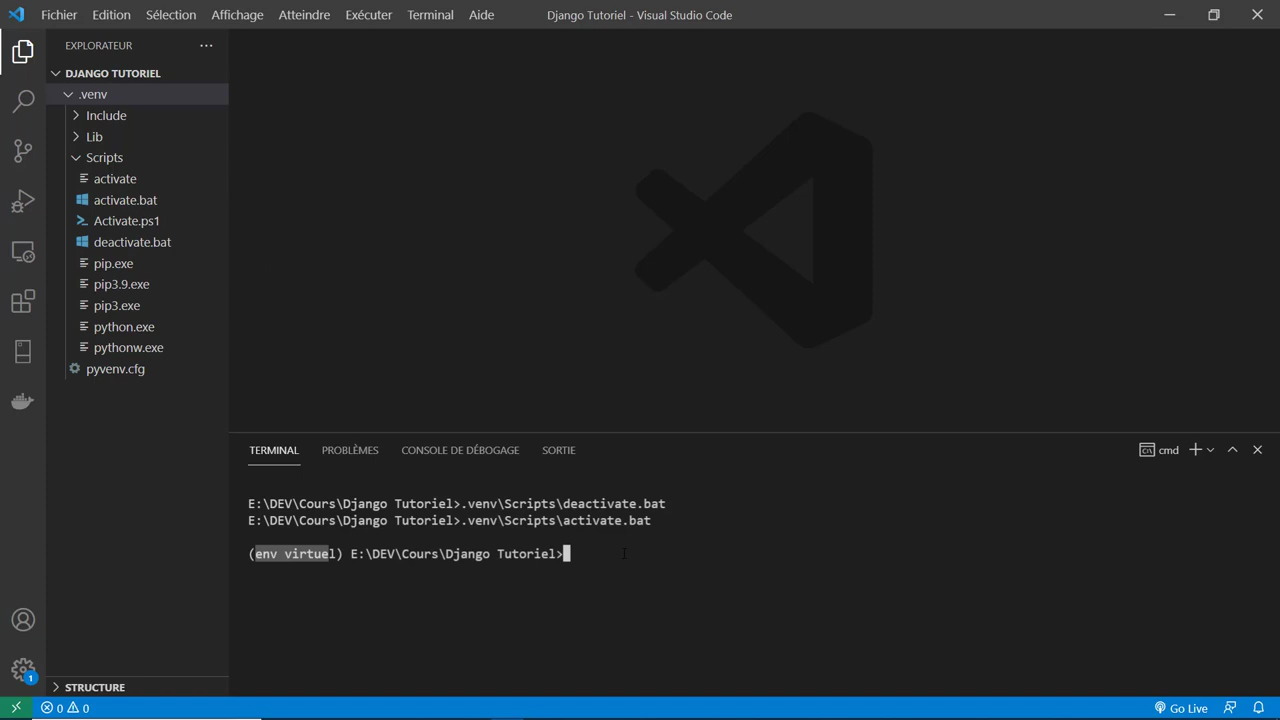 Fichier Edition Sélection Affichage Atteindre Exécuter Terminal Aide
Django Tutoriel - Visual Studio Code
EXPLORATEUR
DJANGO TUTORIEL
.venv
Include
Lib
Scripts
activate
activate.bat
Activate.ps1
deactivate.bat
pip.exe
pip3.9.exe
pip3.exe
python.exe
pythonw.exe
pyvenv.cfg
STRUCTURE
TERMINAL PROBLÈMES CONSOLE DE DÉBOGAGE SORTIE
cmd
E:\DEV\Cours\Django Tutoriel>.venv\Scripts\deactivate.bat
E:\DEV\Cours\Django Tutoriel>.venv\Scripts\activate.bat
(env virtuel) E:\DEV\Cours\Django Tutoriel>
1
0 0
Go Live